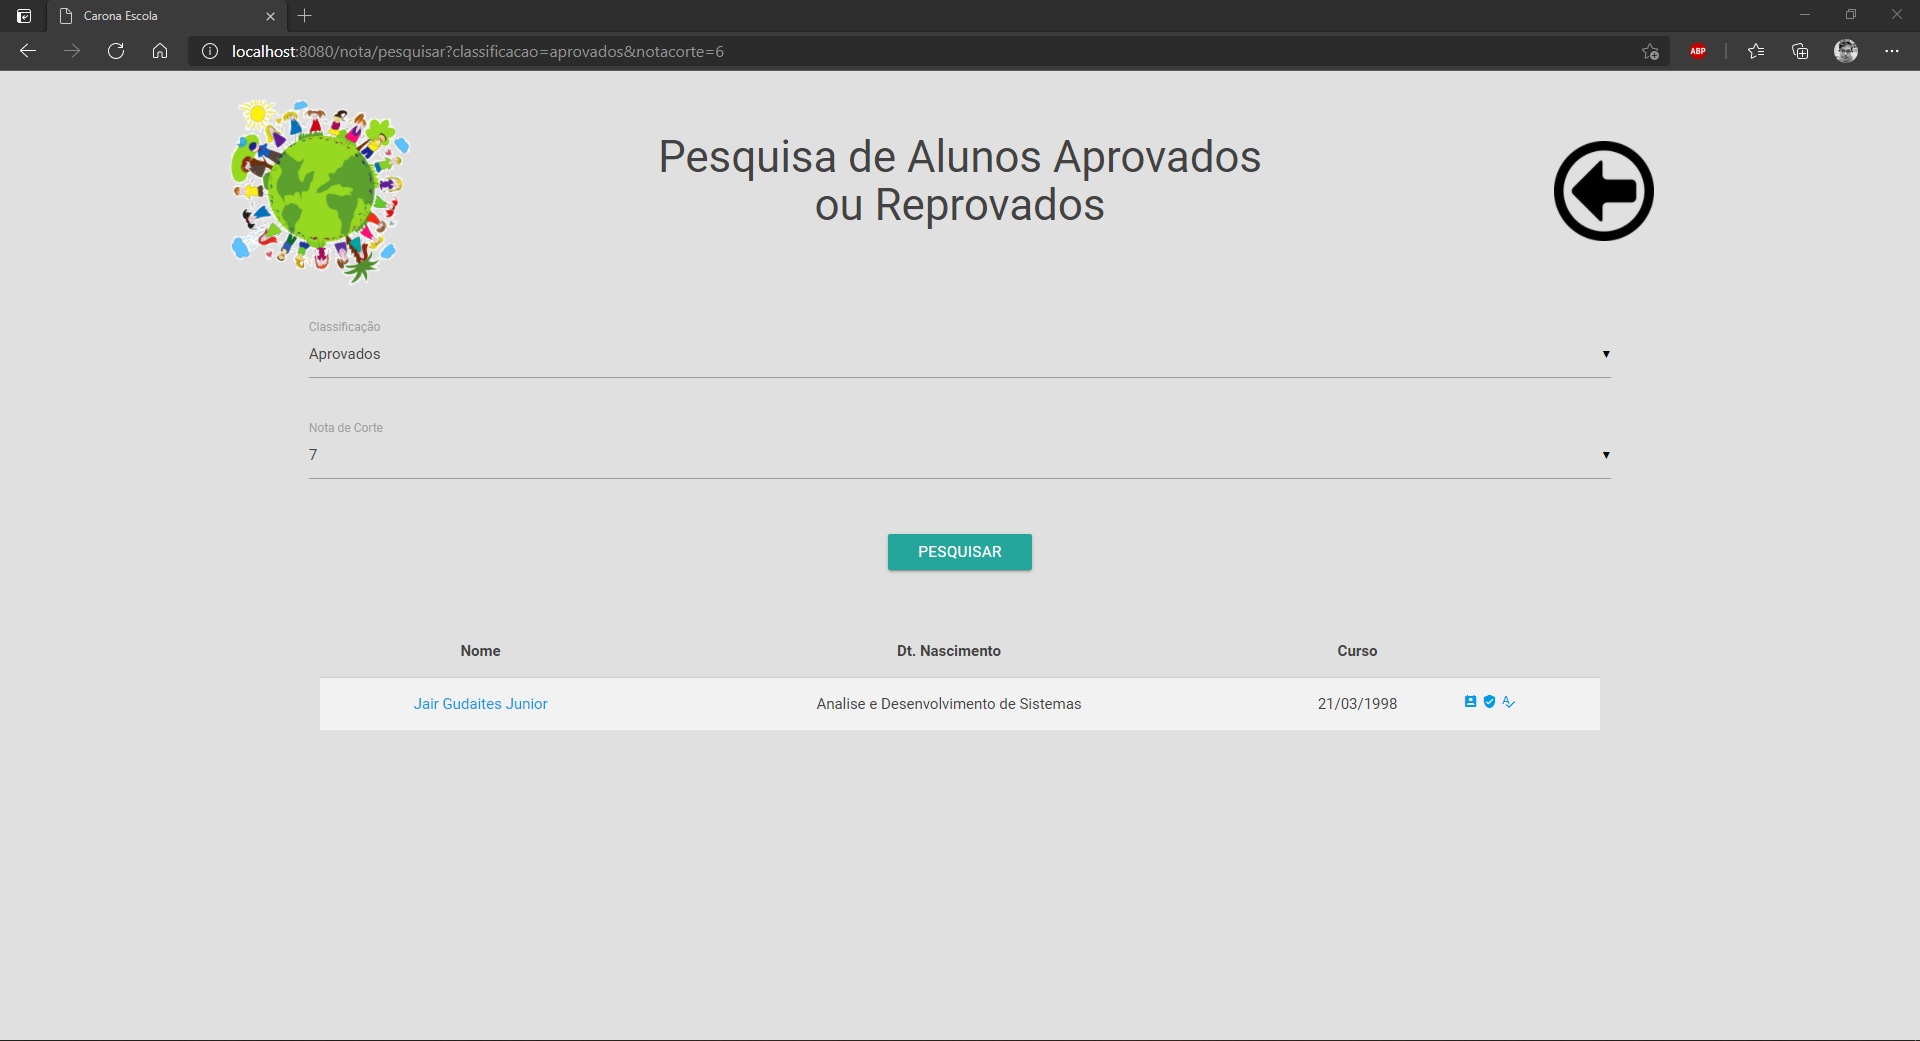 Carona Escola
localhost:8080/nota/pesquisar?classificacao=aprovados&notacorte=6
ABP
Pesquisa de Alunos Aprovados
ou Reprovados
Classificação
Aprovados
Nota de Corte
7
PESQUISAR
Nome Dt. Nascimento Curso
Jair Gudaites Junior Analise e Desenvolvimento de Sistemas 21/03/1998